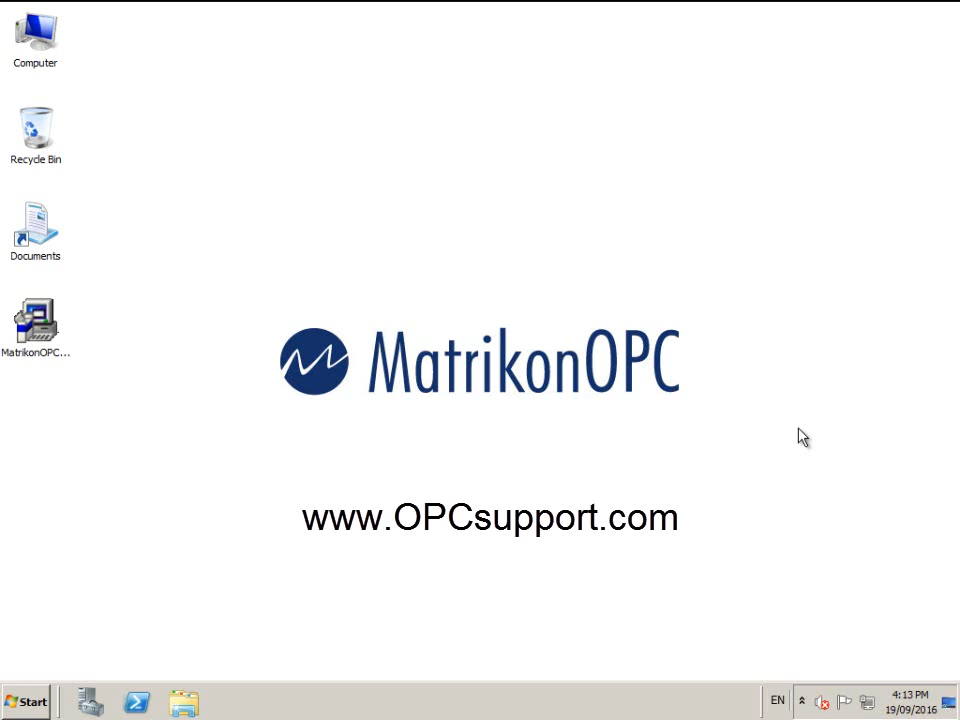 Computer
Recycle Bin
Documents
MatrikonOPC...
MatrikonOPC
www.OPCsupport.com
Start
EN
4:13 PM
19/09/2016